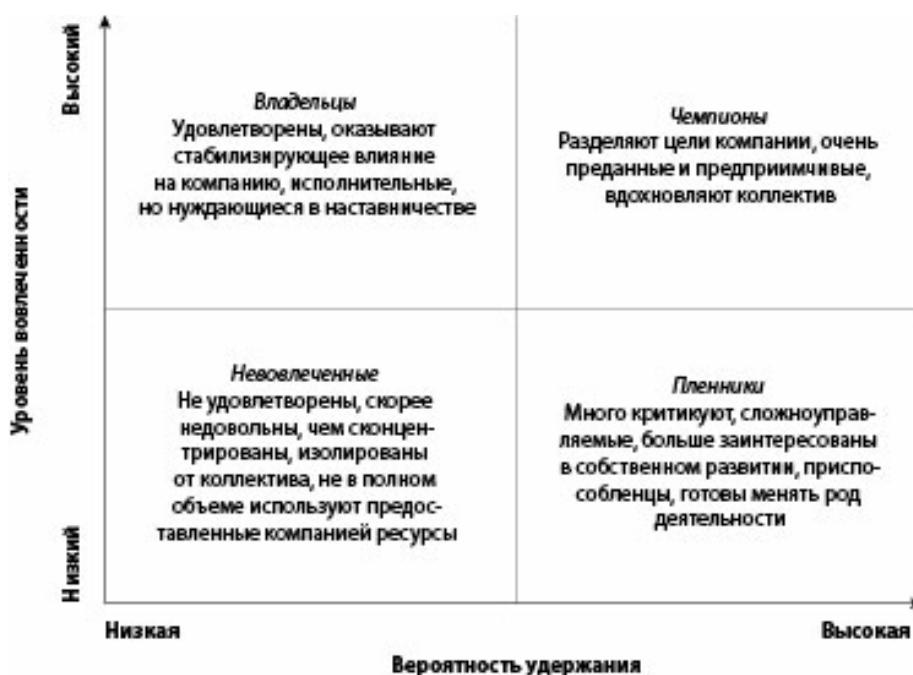 Уровень вовлеченности
Высокий
Низкий
Владельцы
Удовлетворены, оказывают
стабилизирующее влияние
на компанию, исполнительные,
но нуждающиеся в наставничестве
Чемпионы
Разделяют цели компании, очень
преданные и предприимчивые,
вдохновляют коллектив
Невовлеченные
Не удовлетворены, скорее
недовольны, чем сконцен-
трированы, изолированы
от коллектива, не в полном
объеме используют предос-
тавленные компанией ресурсы
Пленники
Много критикуют, сложноуправ-
ляемые, больше заинтересованы
в собственном развитии, приспо-
собленцы, готовы менять род
деятельности
Низкая
Высокая
Вероятность удержания